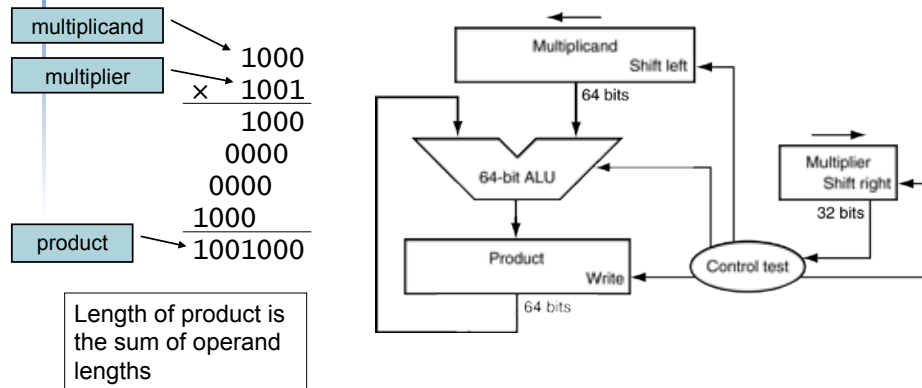 multiplicand
1000
multiplier
× 1001
1000
0000
0000
1000
product
1001000
Length of product is
the sum of operand
lengths
Multiplicand
Shift left
64 bits
64-bit ALU
Multiplier
Shift right
32 bits
Product
Write
Control test
64 bits